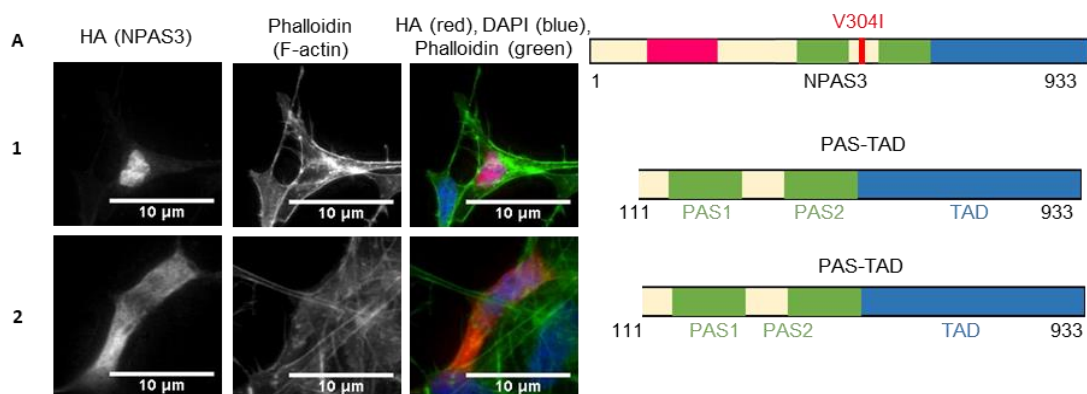 A
HA (NPAS3)
Phalloidin
(F-actin)
HA (red), DAPI (blue),
Phalloidin (green)
V304I
1
NPAS3
933
1
10 µm
10 µm
10 µm
PAS-TAD
111
PAS1
PAS2
TAD
933
2
10 µm
10 µm
10 µm
PAS-TAD
111
PAS1
PAS2
TAD
933